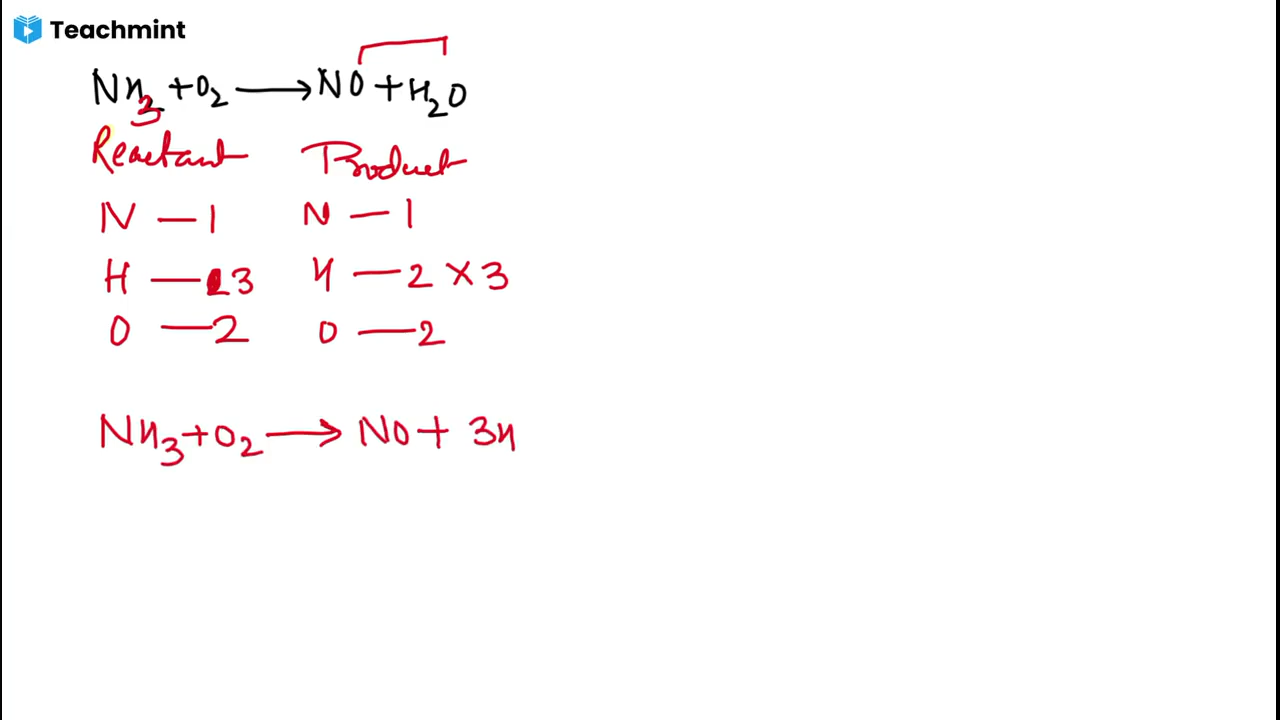 Teachmint
NH3 + O2 → NO + H2O
Reactant Product
N — 1 N — 1
H — 3 H — 2 × 3
O — 2 O — 2
NH3 + O2 → NO + 3H